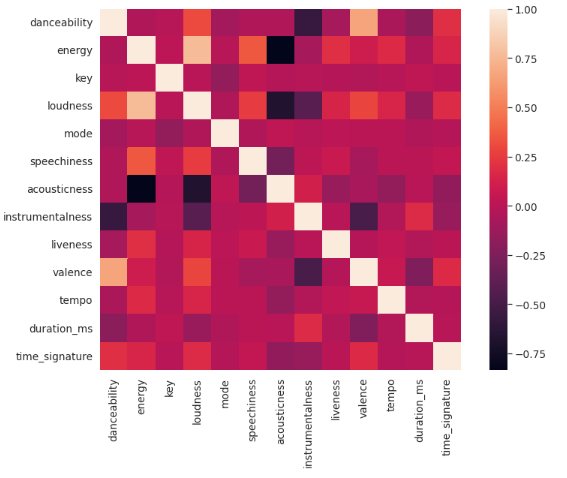 danceability
energy
key
loudness
mode
speechiness
acousticness
instrumentalness
liveness
valence
tempo
duration_ms
time_signature
danceability
energy
key
loudness
mode
speechiness
acousticness
instrumentalness
liveness
valence
tempo
duration_ms
time_signature
1.00
0.75
0.50
0.25
0.00
−0.25
−0.50
−0.75